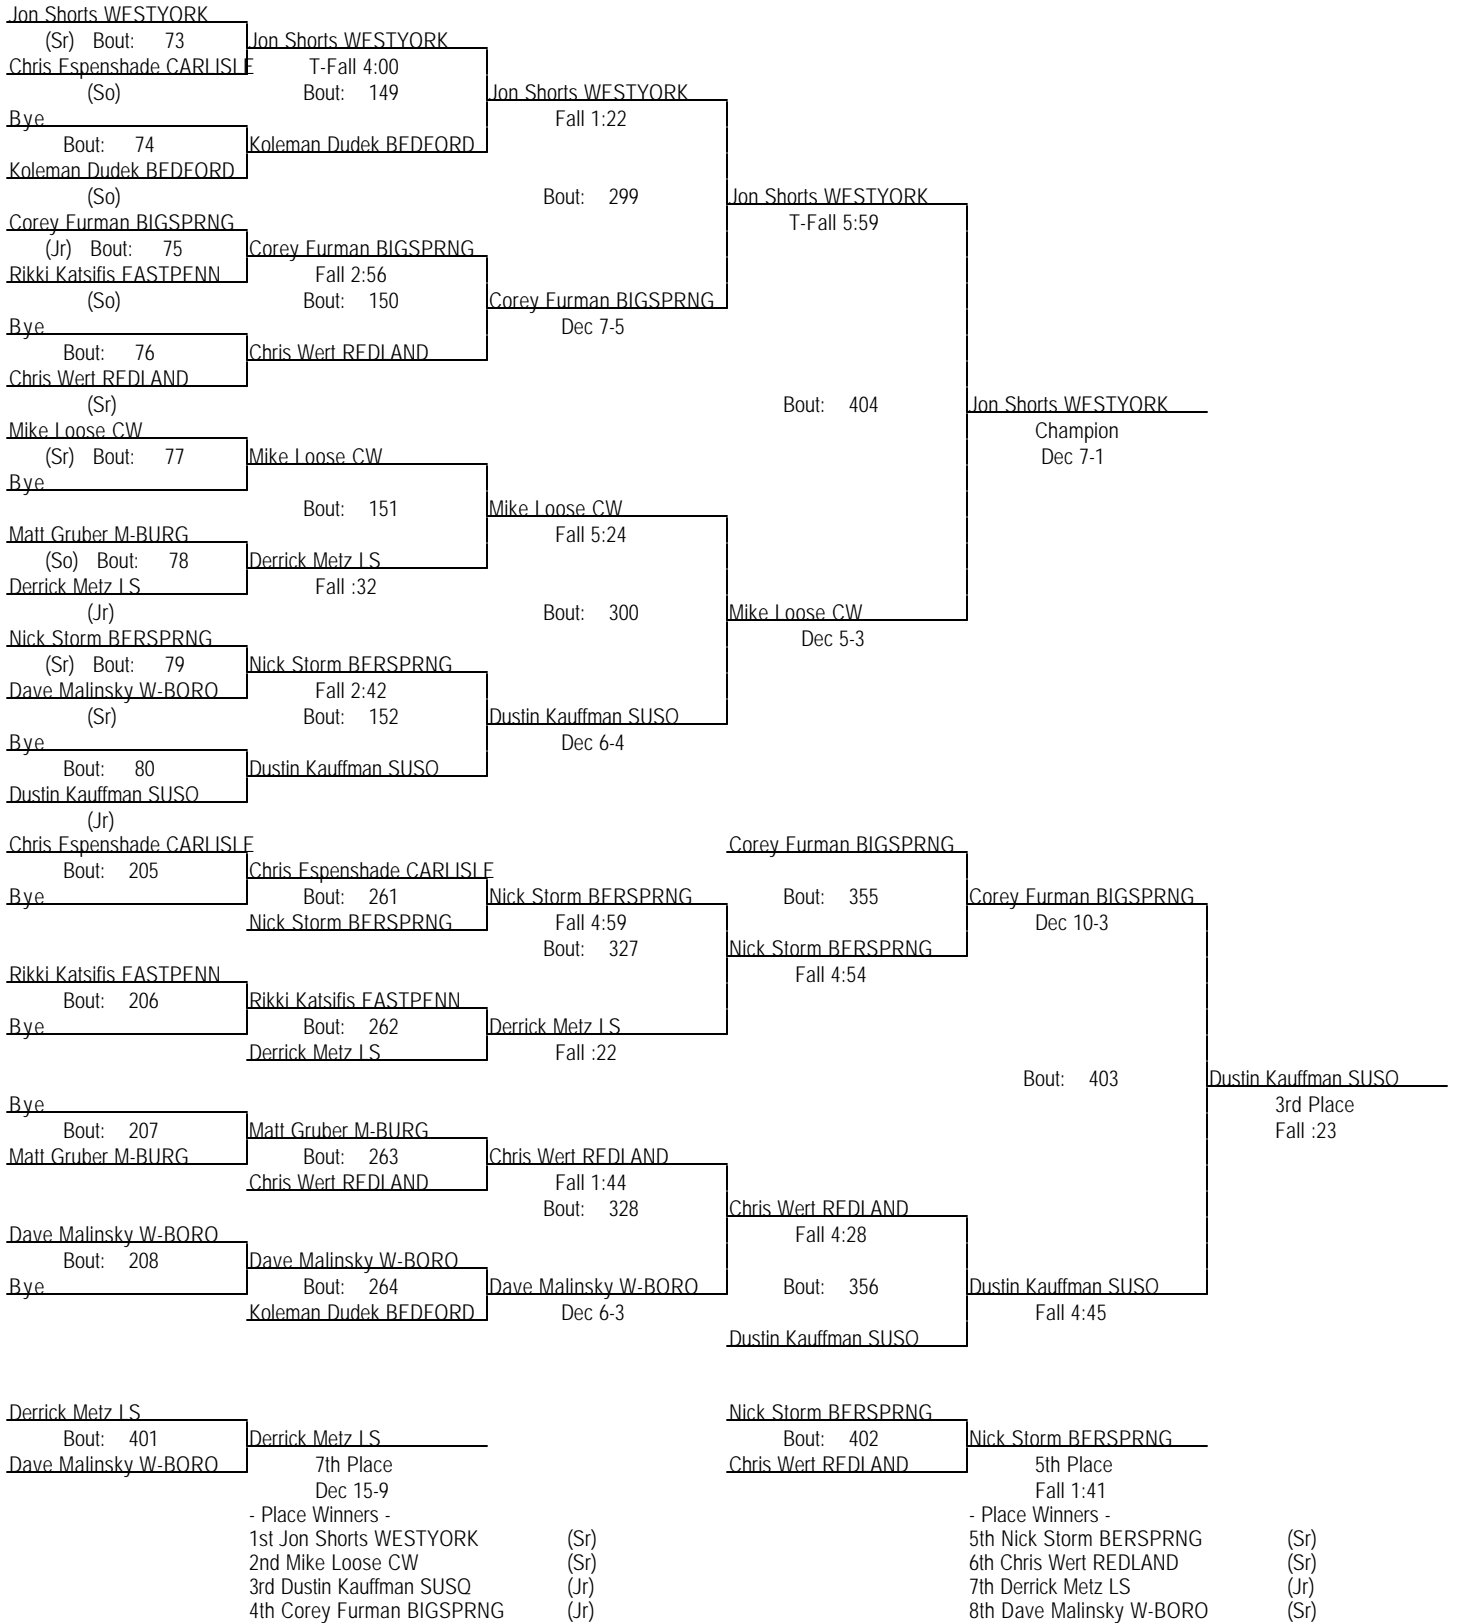 Jon Shorts WESTYORK
(Sr) Bout: 73 Jon Shorts WESTYORK
Chris Espenshade CARLISLE T-Fall 4:00
(So) Bout: 149 Jon Shorts WESTYORK
Bye Fall 1:22
Bout: 74 Koleman Dudek BEDFORD
Koleman Dudek BEDFORD
(So) Bout: 299 Jon Shorts WESTYORK
Corey Furman BIGSPRNG T-Fall 5:59
(Jr) Bout: 75 Corey Furman BIGSPRNG
Rikki Katsifis EASTPENN Fall 2:56
(So) Bout: 150 Corey Furman BIGSPRNG
Bye Dec 7-5
Bout: 76 Chris Wert REDLAND
Chris Wert REDLAND
(Sr) Bout: 404 Jon Shorts WESTYORK
Mike Loose CW Champion
(Sr) Bout: 77 Mike Loose CW Dec 7-1
Bye
Bout: 151 Mike Loose CW
Matt Gruber M-BURG Fall 5:24
(So) Bout: 78 Derrick Metz LS
Derrick Metz LS Fall :32
(Jr) Bout: 300 Mike Loose CW
Nick Storm BERSPRNG Dec 5-3
(Sr) Bout: 79 Nick Storm BERSPRNG
Dave Malinsky W-BORO Fall 2:42
(Sr) Bout: 152 Dustin Kauffman SUSQ
Bye Dec 6-4
Bout: 80 Dustin Kauffman SUSQ
Dustin Kauffman SUSQ
(Jr)
Chris Espenshade CARLISLE Corey Furman BIGSPRNG
Bout: 205 Chris Espenshade CARLISLE
Bye Bout: 261 Nick Storm BERSPRNG Bout: 355 Corey Furman BIGSPRNG
Nick Storm BERSPRNG Fall 4:59 Dec 10-3
Bout: 327 Nick Storm BERSPRNG
Rikki Katsifis EASTPENN Fall 4:54
Bout: 206 Rikki Katsifis EASTPENN
Bye Bout: 262 Derrick Metz LS
Derrick Metz LS Fall :22
Bout: 403 Dustin Kauffman SUSQ
Bye 3rd Place
Bout: 207 Matt Gruber M-BURG Fall :23
Matt Gruber M-BURG Bout: 263 Chris Wert REDLAND
Chris Wert REDLAND Fall 1:44
Bout: 328 Chris Wert REDLAND
Dave Malinsky W-BORO Fall 4:28
Bout: 208 Dave Malinsky W-BORO
Bye Bout: 264 Dave Malinsky W-BORO Bout: 356 Dustin Kauffman SUSQ
Koleman Dudek BEDFORD Dec 6-3 Fall 4:45
Dustin Kauffman SUSQ
Derrick Metz LS Nick Storm BERSPRNG
Bout: 401 Derrick Metz LS Bout: 402 Nick Storm BERSPRNG
Dave Malinsky W-BORO 7th Place Chris Wert REDLAND 5th Place
Dec 15-9 Fall 1:41
- Place Winners - - Place Winners -
1st Jon Shorts WESTYORK (Sr) 5th Nick Storm BERSPRNG (Sr)
2nd Mike Loose CW (Sr) 6th Chris Wert REDLAND (Sr)
3rd Dustin Kauffman SUSQ (Jr) 7th Derrick Metz LS (Jr)
4th Corey Furman BIGSPRNG (Jr) 8th Dave Malinsky W-BORO (Sr)